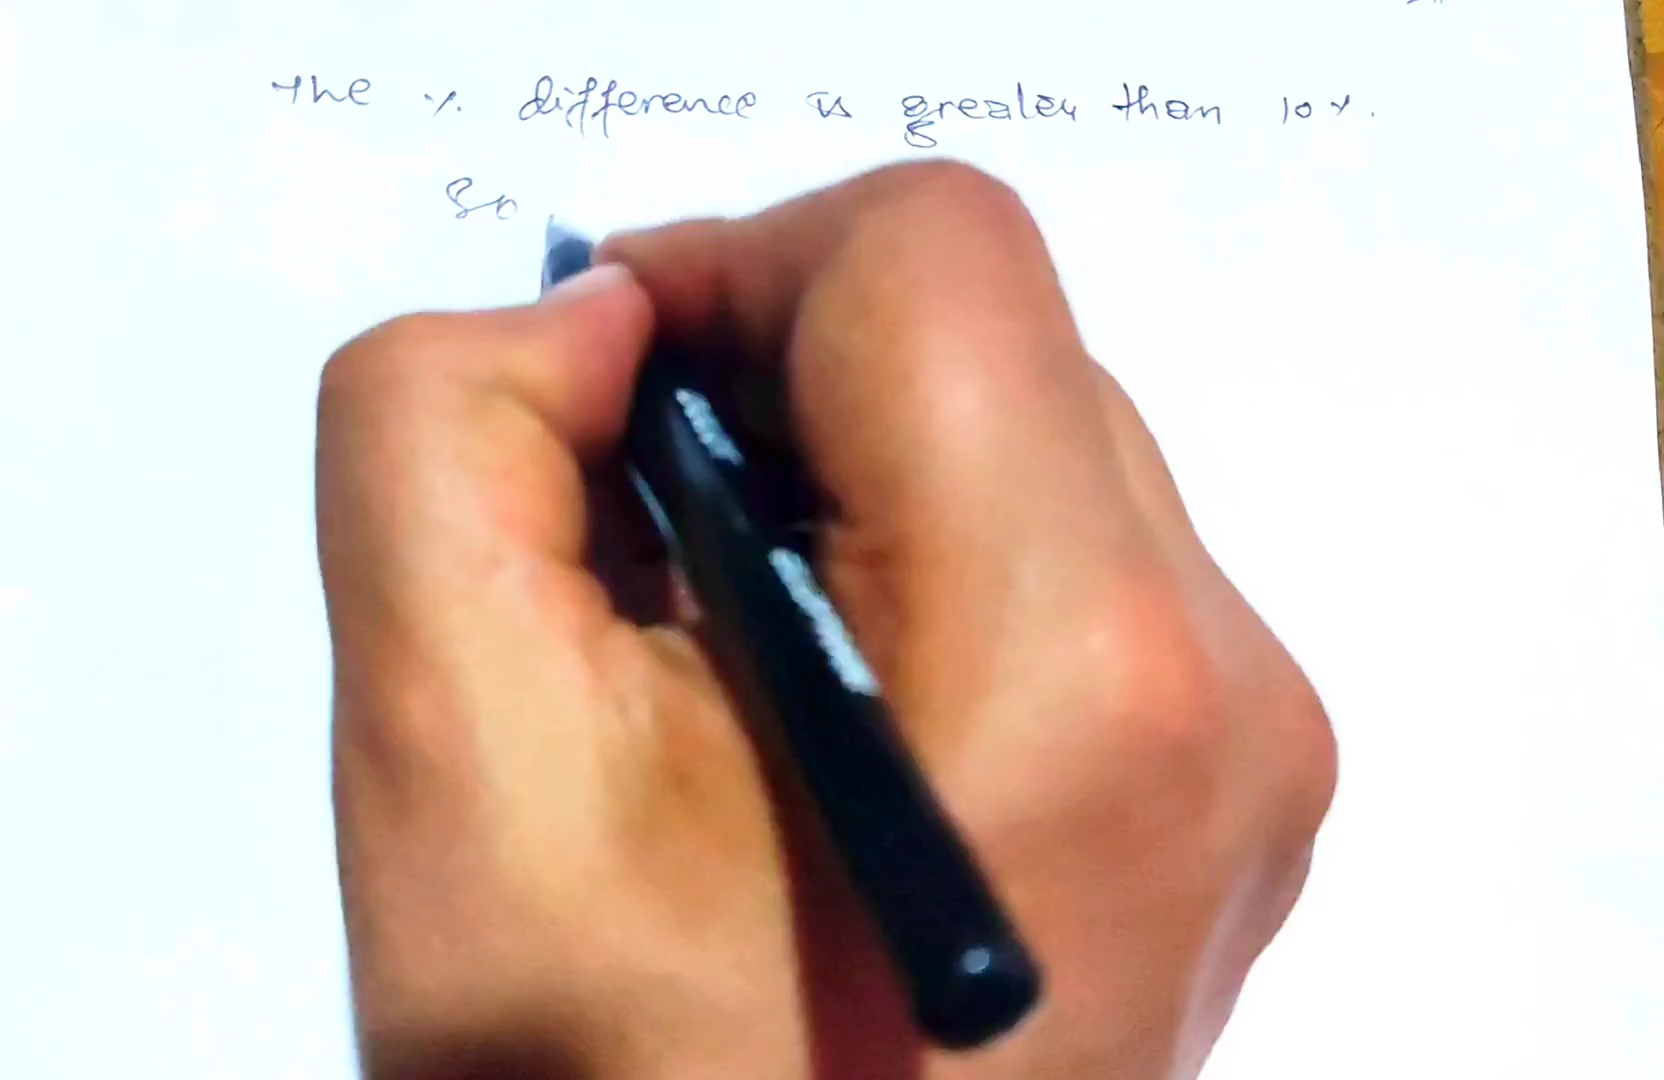 The % difference is greater than 10%.
So